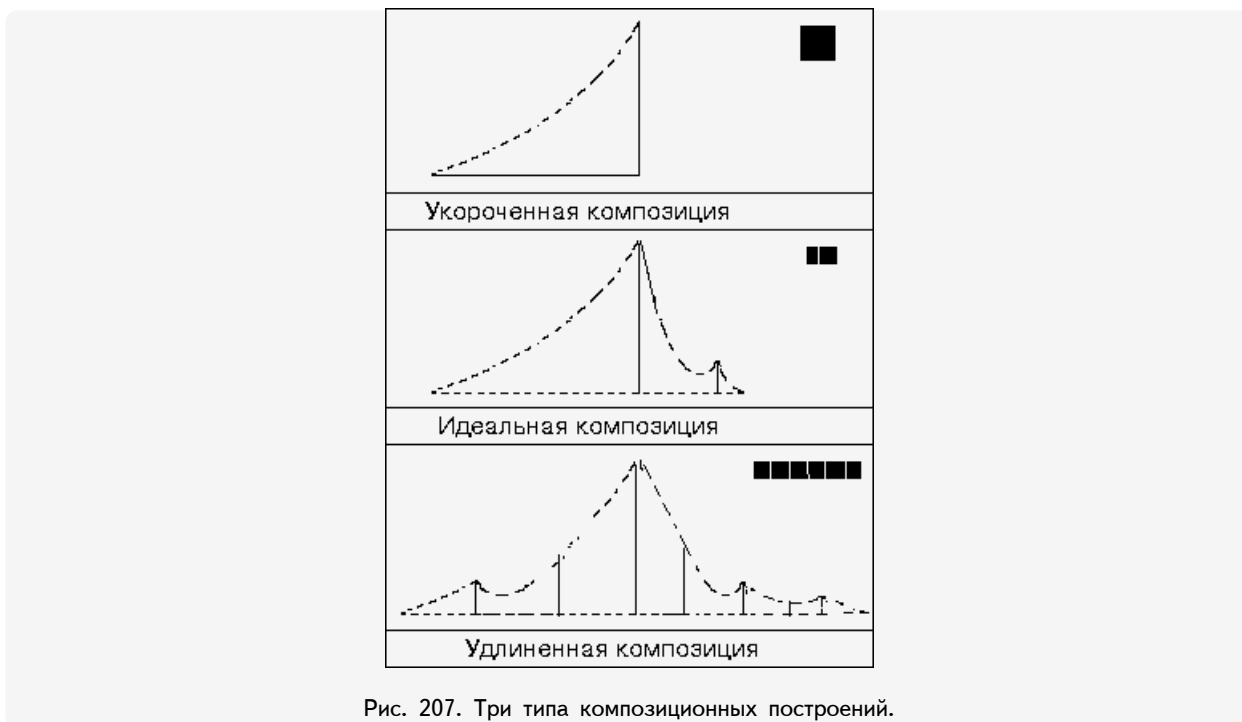 Укороченная композиция
Идеальная композиция
Удлиненная композиция
Рис. 207. Три типа композиционных построений.